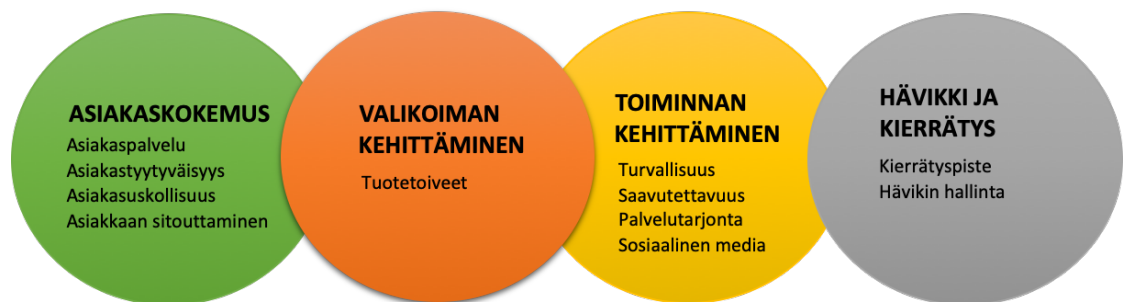 ASIAKASKOKEMUS
Asiakaspalvelu
Asiakastyytyväisyys
Asiakasuskollisuus
Asiakkaan sitouttaminen
VALIKOIMAN
KEHITTÄMINEN
Tuotetoiveet
TOIMINNAN
KEHITTÄMINEN
Turvallisuus
Saavutettavuus
Palvelutarjonta
Sosiaalinen media
HÄVIKKI JA
KIERRÄTYS
Kierrätyspiste
Hävikin hallinta